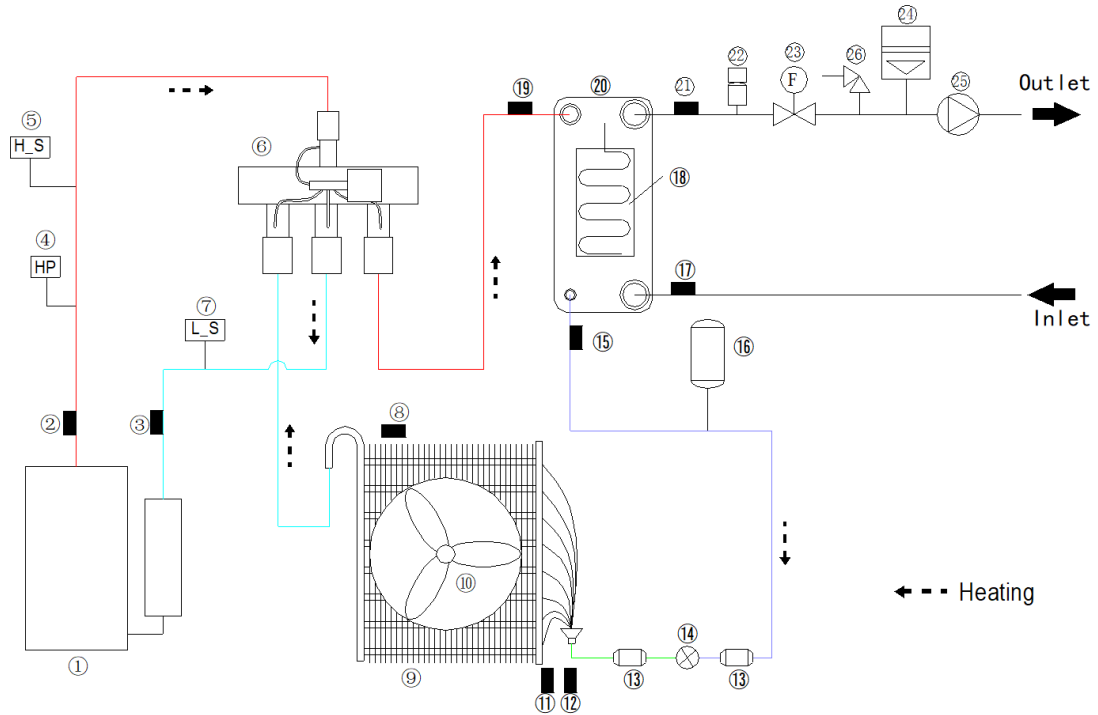 ㉔
㉒ ㉓ ㉖
F
⑲ ⑳ ㉑ ㉕ Outlet
⑤
H_S
⑥
⑱
④
HP
⑰
Inlet
⑦
L_S
⑮ ⑯
② ③ ⑧
⑩
Heating
⑭
① ⑨ ⑬ ⑬
⑪ ⑫